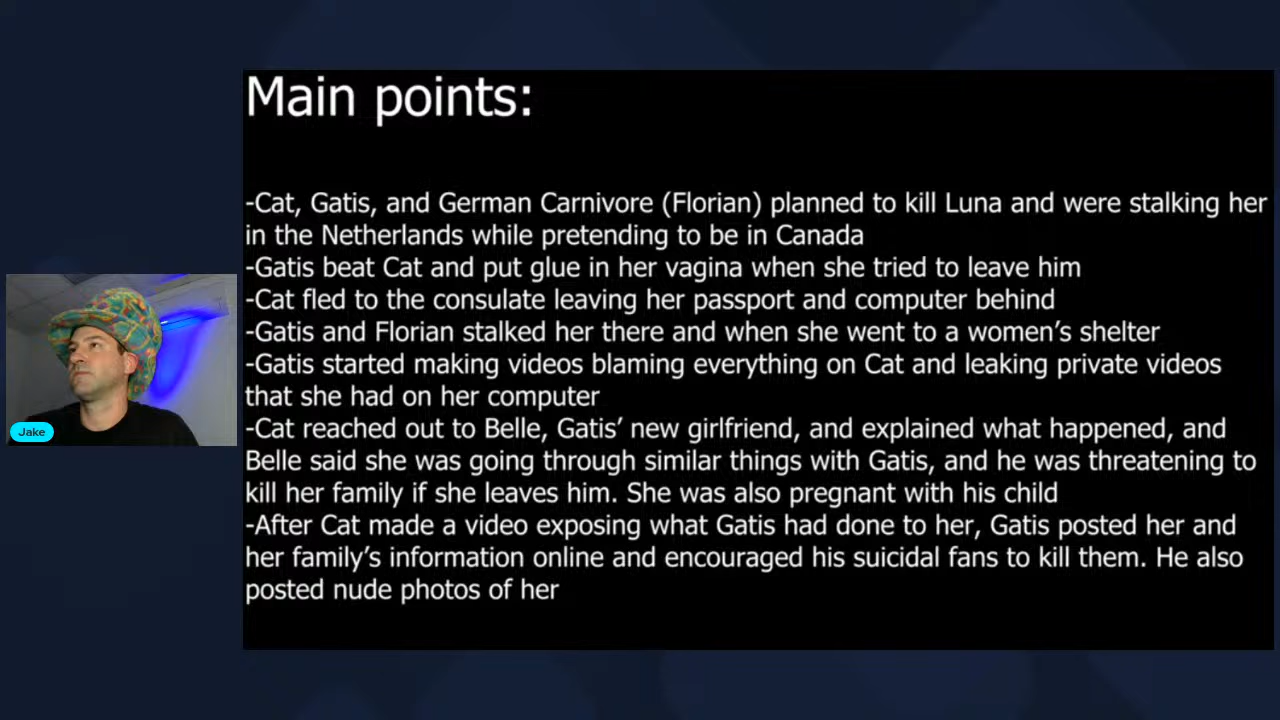 Main points:
-Cat, Gatis, and German Carnivore (Florian) planned to kill Luna and were stalking her
in the Netherlands while pretending to be in Canada
-Gatis beat Cat and put glue in her vagina when she tried to leave him
-Cat fled to the consulate leaving her passport and computer behind
-Gatis and Florian stalked her there and when she went to a women’s shelter
-Gatis started making videos blaming everything on Cat and leaking private videos
that she had on her computer
-Cat reached out to Belle, Gatis’ new girlfriend, and explained what happened, and
Belle said she was going through similar things with Gatis, and he was threatening to
kill her family if she leaves him. She was also pregnant with his child
-After Cat made a video exposing what Gatis had done to her, Gatis posted her and
her family’s information online and encouraged his suicidal fans to kill them. He also
posted nude photos of her
Jake